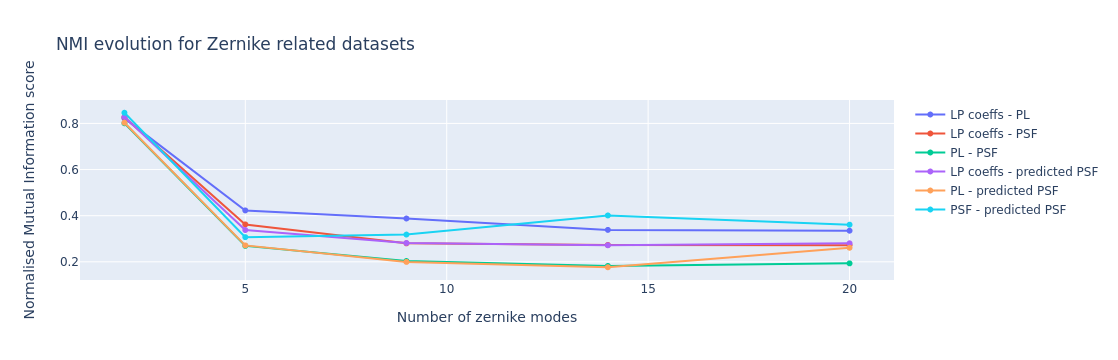 NMI evolution for Zernike related datasets
Normalised Mutual Information score
0.8
0.6
0.4
0.2
5
10
15
20
Number of zernike modes
LP coeffs - PL
LP coeffs - PSF
PL - PSF
LP coeffs - predicted PSF
PL - predicted PSF
PSF - predicted PSF